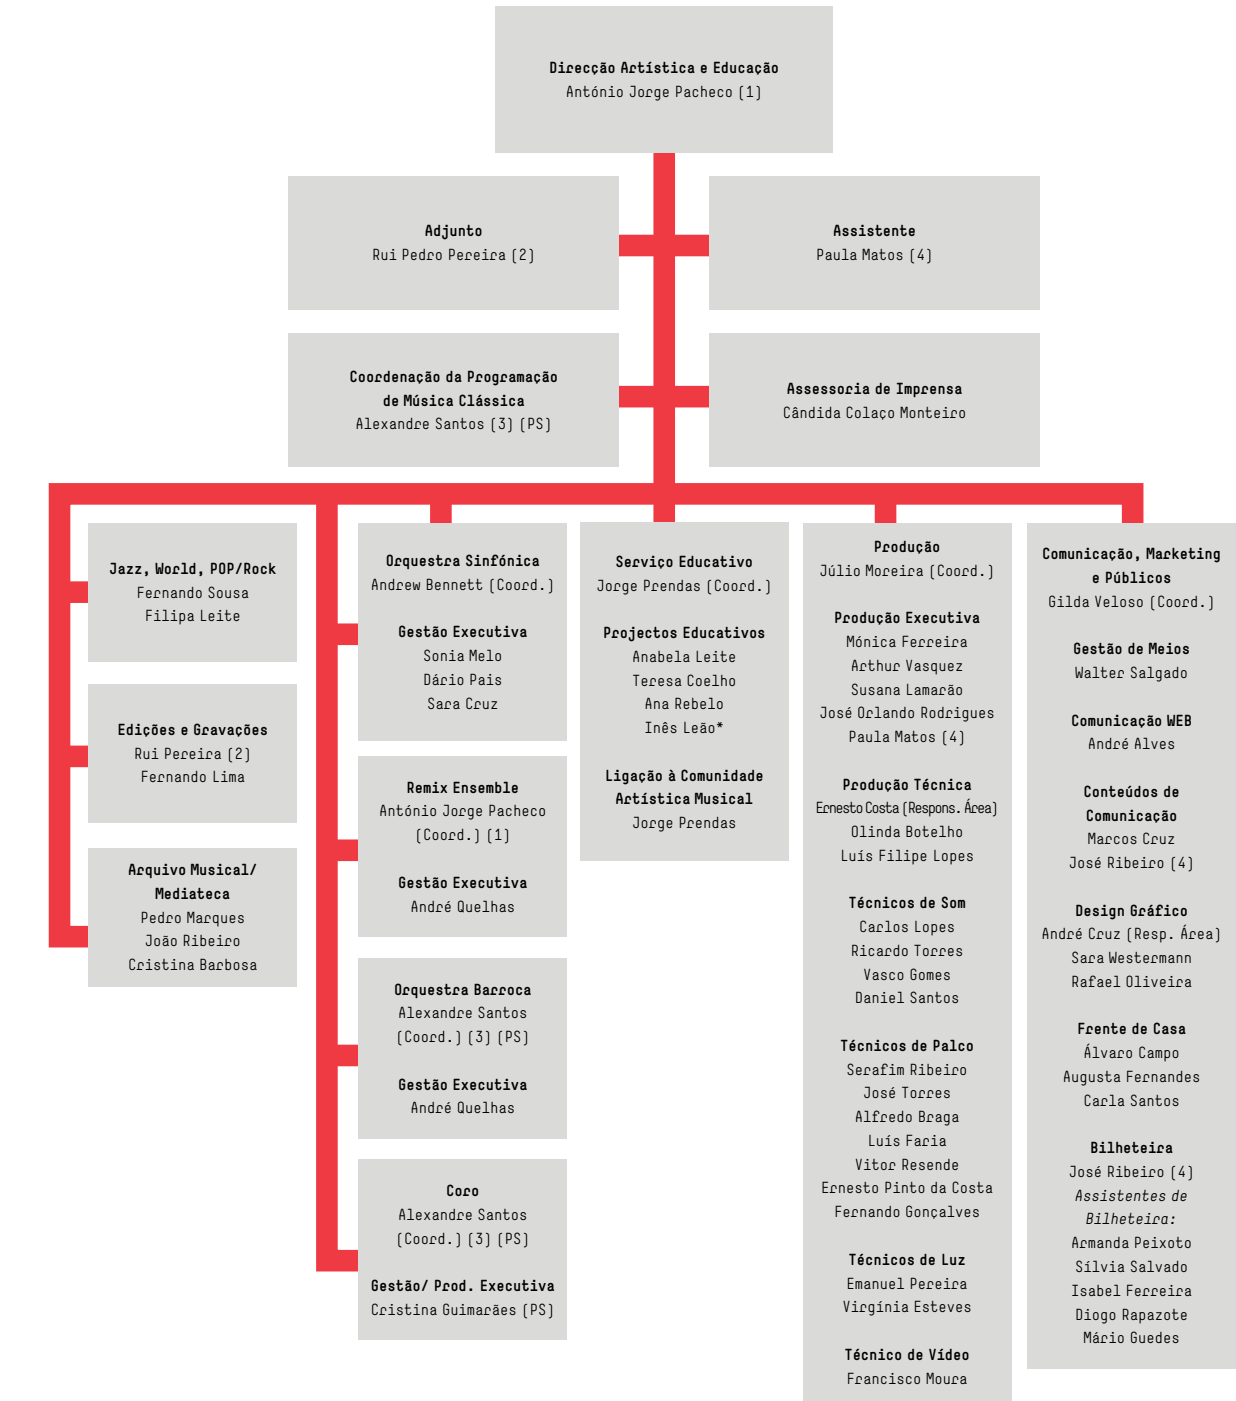 Direcção Artística e Educação
António Jorge Pacheco (1)
Adjunto
Rui Pedro Pereira (2)
Assistente
Paula Matos (4)
Coordenação da Programação
de Música Clássica
Alexandre Santos (3) (PS)
Assessoria de Imprensa
Cândida Colaço Monteiro
Jazz, World, POP/Rock
Fernando Sousa
Filipa Leite
Edições e Gravações
Rui Pereira (2)
Fernando Lima
Arquivo Musical/
Mediateca
Pedro Marques
João Ribeiro
Cristina Barbosa
Orquestra Sinfónica
Andrew Bennett (Coord.)
Gestão Executiva
Sonia Melo
Dário Pais
Sara Cruz
Remix Ensemble
António Jorge Pacheco
(Coord.) (1)
Gestão Executiva
André Quelhas
Orquestra Barroca
Alexandre Santos
(Coord.) (3) (PS)
Gestão Executiva
André Quelhas
Coro
Alexandre Santos
(Coord.) (3) (PS)
Gestão/ Prod. Executiva
Cristina Guimarães (PS)
Serviço Educativo
Jorge Prendas (Coord.)
Projectos Educativos
Anabela Leite
Teresa Coelho
Ana Rebelo
Inês Leão*
Ligação à Comunidade
Artística Musical
Jorge Prendas
Produção
Júlio Moreira (Coord.)
Produção Executiva
Mónica Ferreira
Arthur Vasquez
Susana Lamarão
José Orlando Rodrigues
Paula Matos (4)
Produção Técnica
Ernesto Costa (Respons. Área)
Olinda Botelho
Luís Filipe Lopes
Técnicos de Som
Carlos Lopes
Ricardo Torres
Vasco Gomes
Daniel Santos
Técnicos de Palco
Serafim Ribeiro
José Torres
Alfredo Braga
Luís Faria
Vitor Resende
Ernesto Pinto da Costa
Fernando Gonçalves
Técnicos de Luz
Emanuel Pereira
Virgínia Esteves
Técnico de Vídeo
Francisco Moura
Comunicação, Marketing
e Públicos
Gilda Veloso (Coord.)
Gestão de Meios
Walter Salgado
Comunicação WEB
André Alves
Conteúdos de
Comunicação
Marcos Cruz
José Ribeiro (4)
Design Gráfico
André Cruz (Resp. Área)
Sara Westermann
Rafael Oliveira
Frente de Casa
Álvaro Campo
Augusta Fernandes
Carla Santos
Bilheteira
José Ribeiro (4)
Assistentes de
Bilheteira:
Armanda Peixoto
Sílvia Salvado
Isabel Ferreira
Diogo Rapazote
Mário Guedes